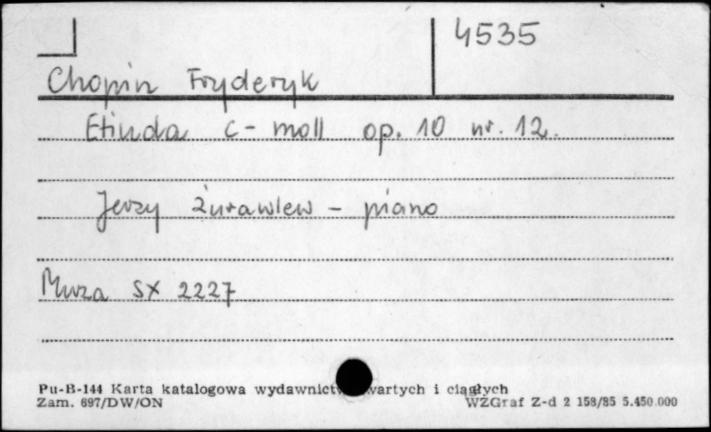 4535
Chopin Fryderyk
Etiuda c-moll op. 10 nr. 12.
Jerzy Żurawlew - piano
Muza SX 2227
Pu-B-144 Karta katalogowa wydawnictw zwartych i ciągłych
Zam. 697/DW/ON WZGraf Z-d 2 158/85 5.450.000